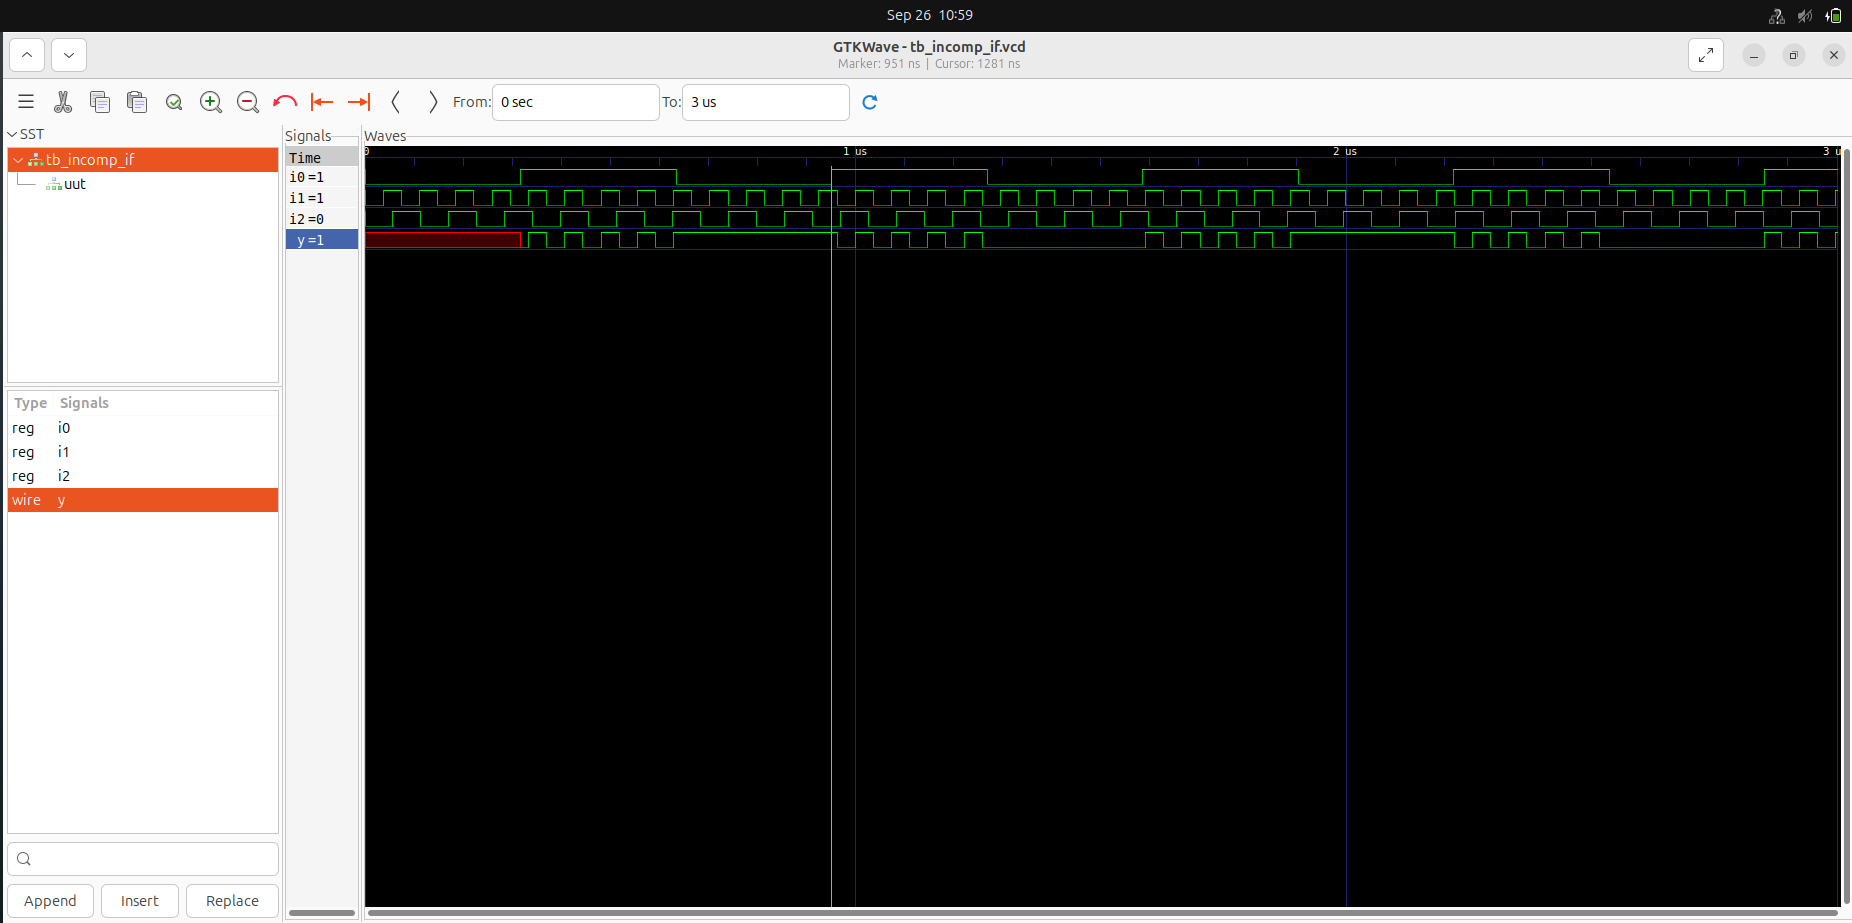 Sep 26 10:59
GTKWave - tb_incomp_if.vcd
Marker: 951 ns | Cursor: 1281 ns
From: 0 sec To: 3 us
SST
tb_incomp_if
uut
Type Signals
reg i0
reg i1
reg i2
wire y
Append Insert Replace
Signals
Time
i0 =1
i1 =1
i2 =0
y =1
Waves
0 1 us 2 us 3 u